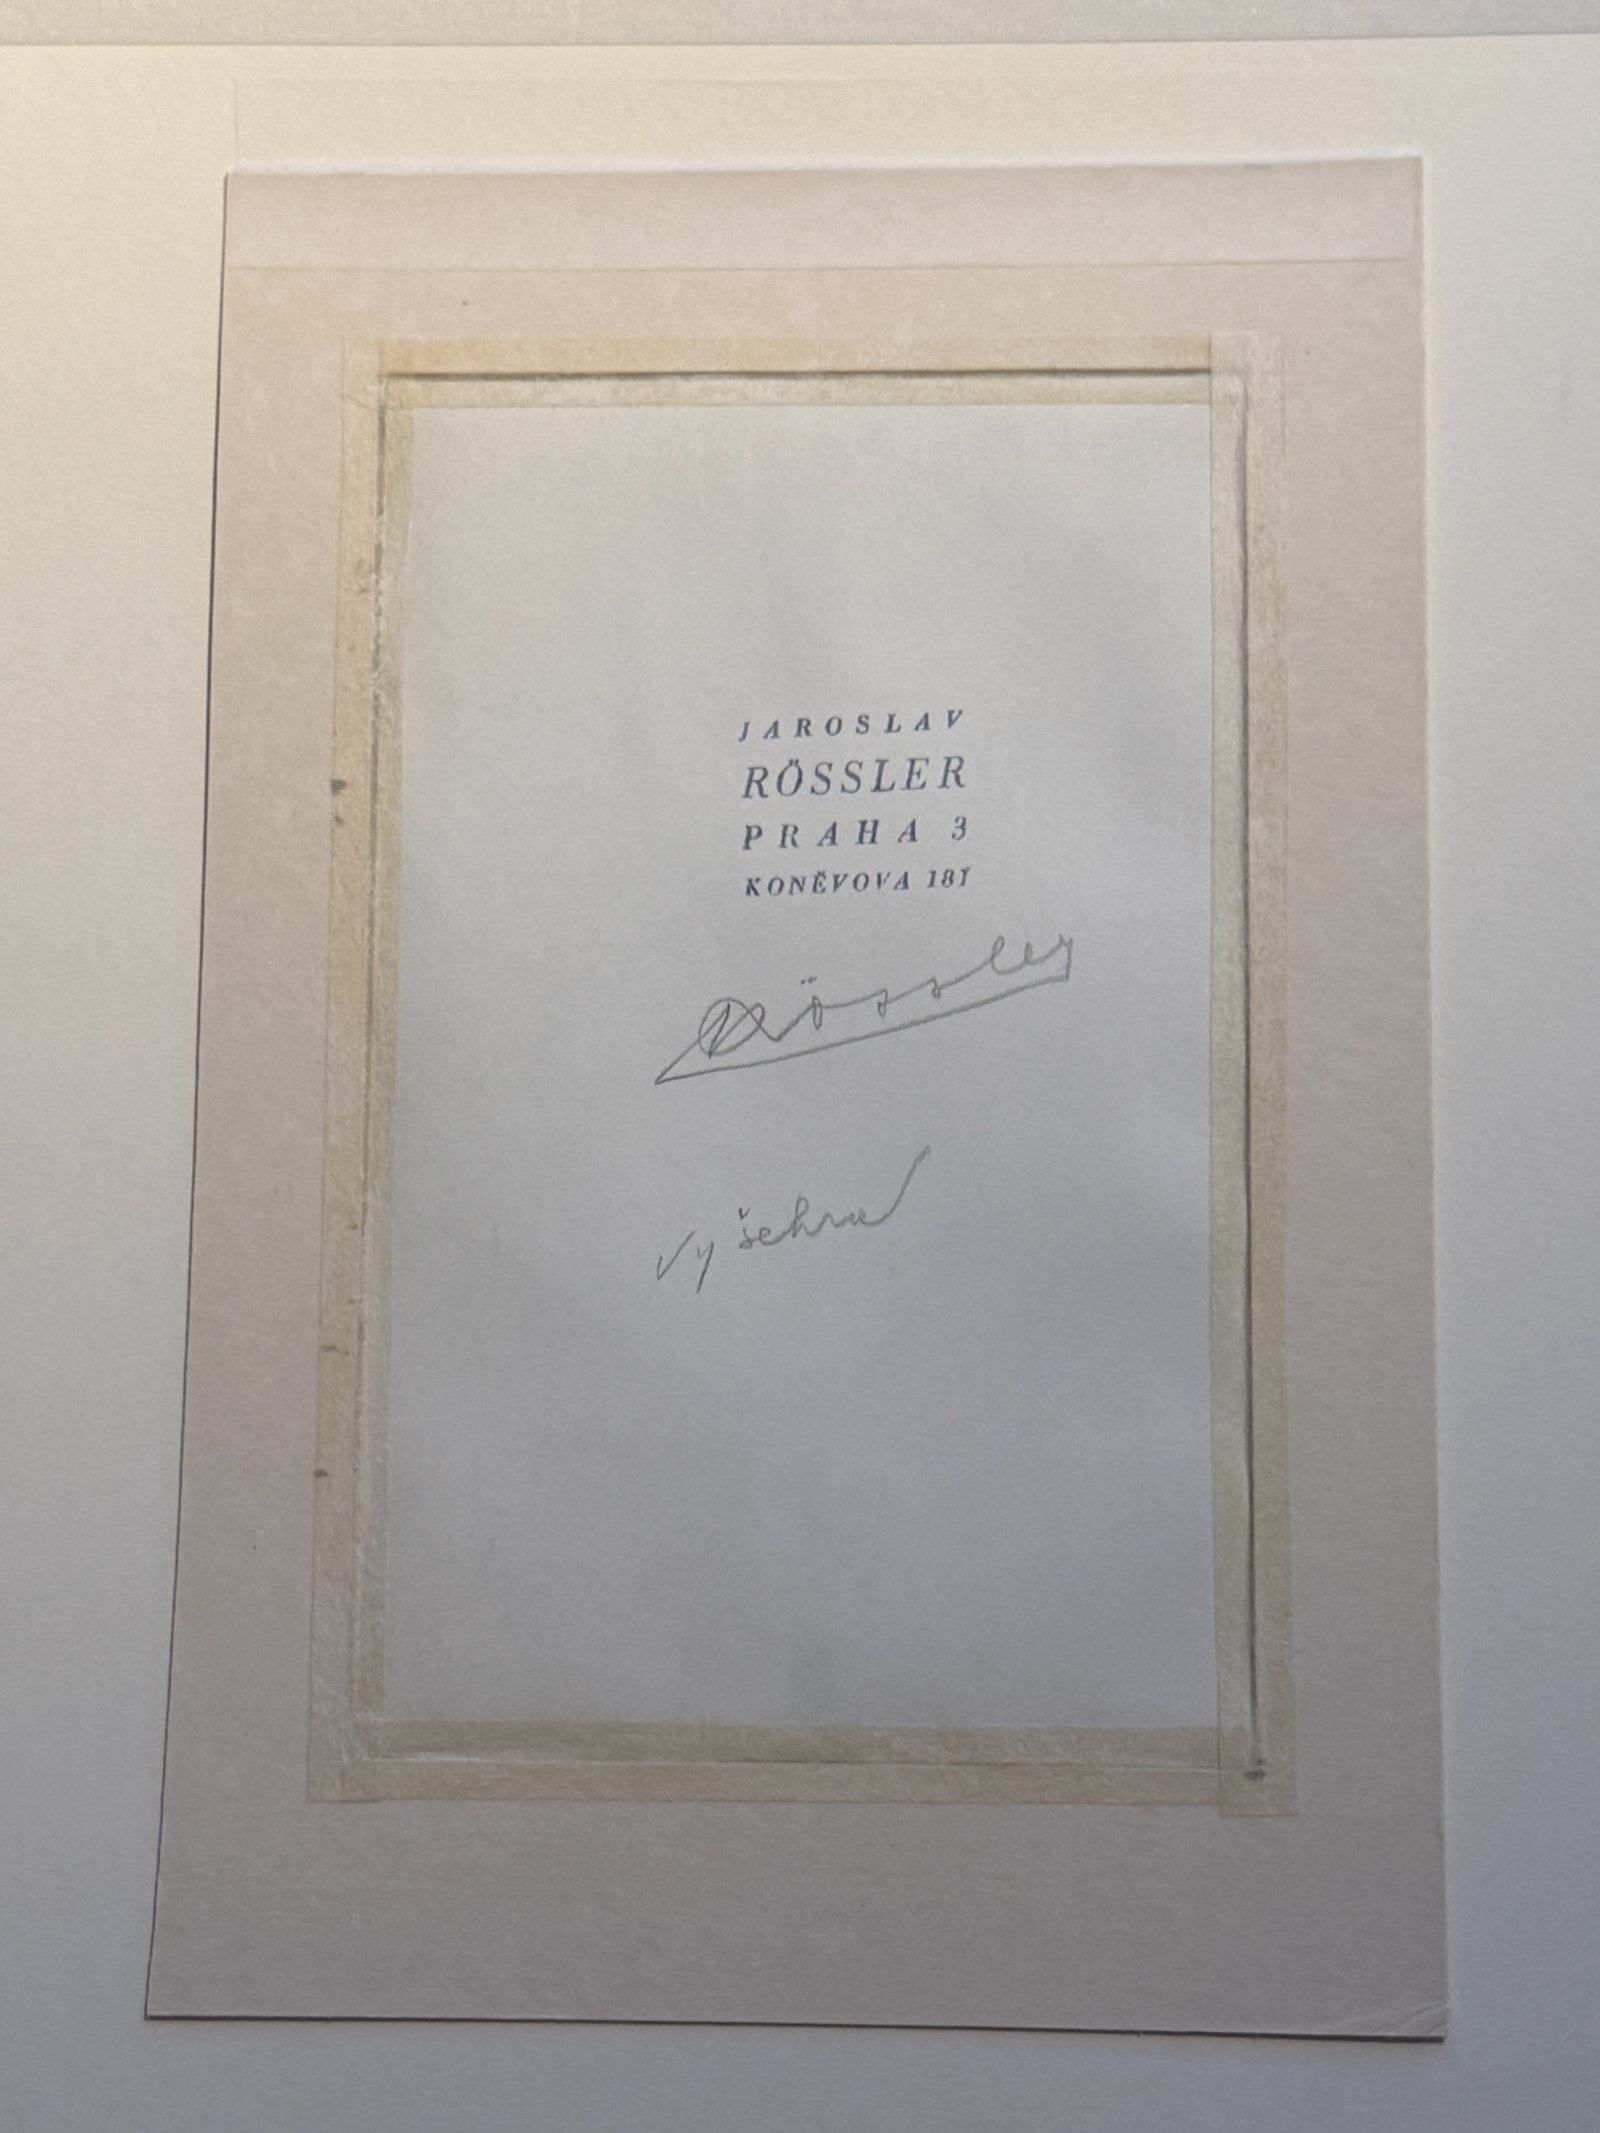 JAROSLAV
RÖSSLER
PRAHA 3
KONĚVOVA 181
Rössler
Vyšehrad